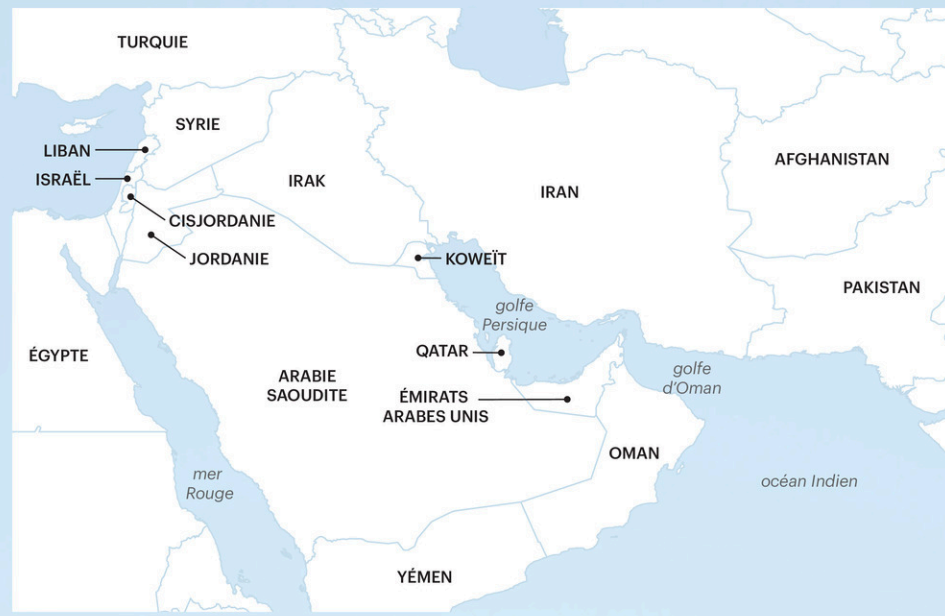 TURQUIE
SYRIE
LIBAN
ISRAËL
IRAK
IRAN
AFGHANISTAN
CISJORDANIE
JORDANIE
KOWEÏT
PAKISTAN
golfe
Persique
ÉGYPTE
QATAR
golfe
d'Oman
ARABIE
SAOUDITE
ÉMIRATS
ARABES UNIS
OMAN
mer
Rouge
océan Indien
YÉMEN